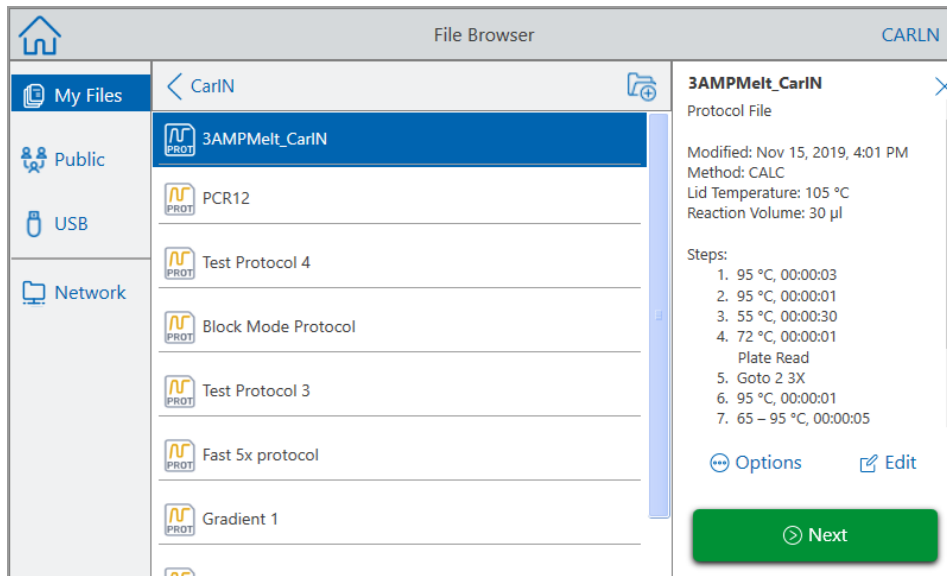 File Browser
CARLN
My Files
Public
USB
Network
CarIN
PROT 3AMPMelt_CarIN
PROT PCR12
PROT Test Protocol 4
PROT Block Mode Protocol
PROT Test Protocol 3
PROT Fast 5x protocol
PROT Gradient 1
3AMPMelt_CarIN
Protocol File
Modified: Nov 15, 2019, 4:01 PM
Method: CALC
Lid Temperature: 105 °C
Reaction Volume: 30 µl
Steps:
1. 95 °C, 00:00:03
2. 95 °C, 00:00:01
3. 55 °C, 00:00:30
4. 72 °C, 00:00:01
Plate Read
5. Goto 2 3X
6. 95 °C, 00:00:01
7. 65 – 95 °C, 00:00:05
Options
Edit
Next